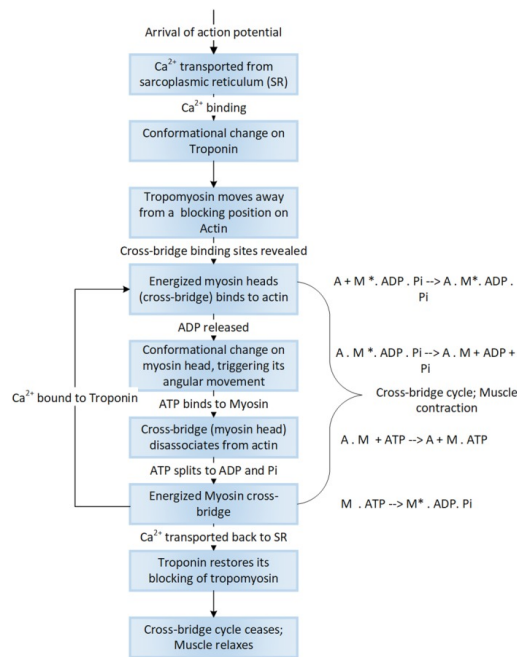 Arrival of action potential
Ca²⁺ transported from
sarcoplasmic reticulum (SR)
Ca²⁺ binding
Conformational change on
Troponin
Tropomyosin moves away
from a blocking position on
Actin
Cross-bridge binding sites revealed
Energized myosin heads
(cross-bridge) binds to actin
A + M *. ADP . Pi --> A . M*. ADP .
Pi
ADP released
Conformational change on
myosin head, triggering its
angular movement
A . M *. ADP . Pi --> A . M + ADP +
Pi
Ca²⁺ bound to Troponin
Cross-bridge cycle; Muscle
contraction
ATP binds to Myosin
Cross-bridge (myosin head)
disassociates from actin
A . M + ATP --> A + M . ATP
ATP splits to ADP and Pi
Energized Myosin cross-
bridge
M . ATP --> M* . ADP. Pi
Ca²⁺ transported back to SR
Troponin restores its
blocking of tropomyosin
Cross-bridge cycle ceases;
Muscle relaxes